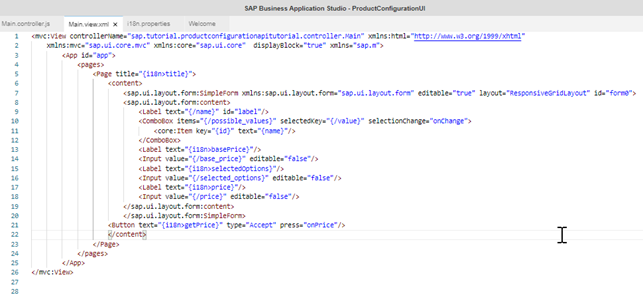 SAP Business Application Studio - ProductConfigurationUI
Main.controller.js Main.view.xml × i18n.properties Welcome
1 <mvc:View controllerName="sap.tutorial.productconfigurationapitutorial.controller.Main" xmlns:html="http://www.w3.org/1999/xhtml"
2 xmlns:mvc="sap.ui.core.mvc" xmlns:core="sap.ui.core" displayBlock="true" xmlns="sap.m">
3 <App id="app">
4 <pages>
5 <Page title="{i18n>title}">
6 <content>
7 <sap.ui.layout.form:SimpleForm xmlns:sap.ui.layout.form="sap.ui.layout.form" editable="true" layout="ResponsiveGridLayout" id="form0">
8 <sap.ui.layout.form:content>
9 <Label text="{/name}" id="label"/>
10 <ComboBox items="{/possible_values}" selectedKey="{/value}" selectionChange="onChange">
11 <core:Item key="{id}" text="{name}"/>
12 </ComboBox>
13 <Label text="{i18n>basePrice}"/>
14 <Input value="{/base_price}" editable="false"/>
15 <Label text="{i18n>selectedOptions}"/>
16 <Input value="{/selected_options}" editable="false"/>
17 <Label text="{i18n>price}"/>
18 <Input value="{/price}" editable="false"/>
19 </sap.ui.layout.form:content>
20 </sap.ui.layout.form:SimpleForm>
21 <Button text="{i18n>getPrice}" type="Accept" press="onPrice"/>
22 </content>
23 </Page>
24 </pages>
25 </App>
26 </mvc:View>
27
28